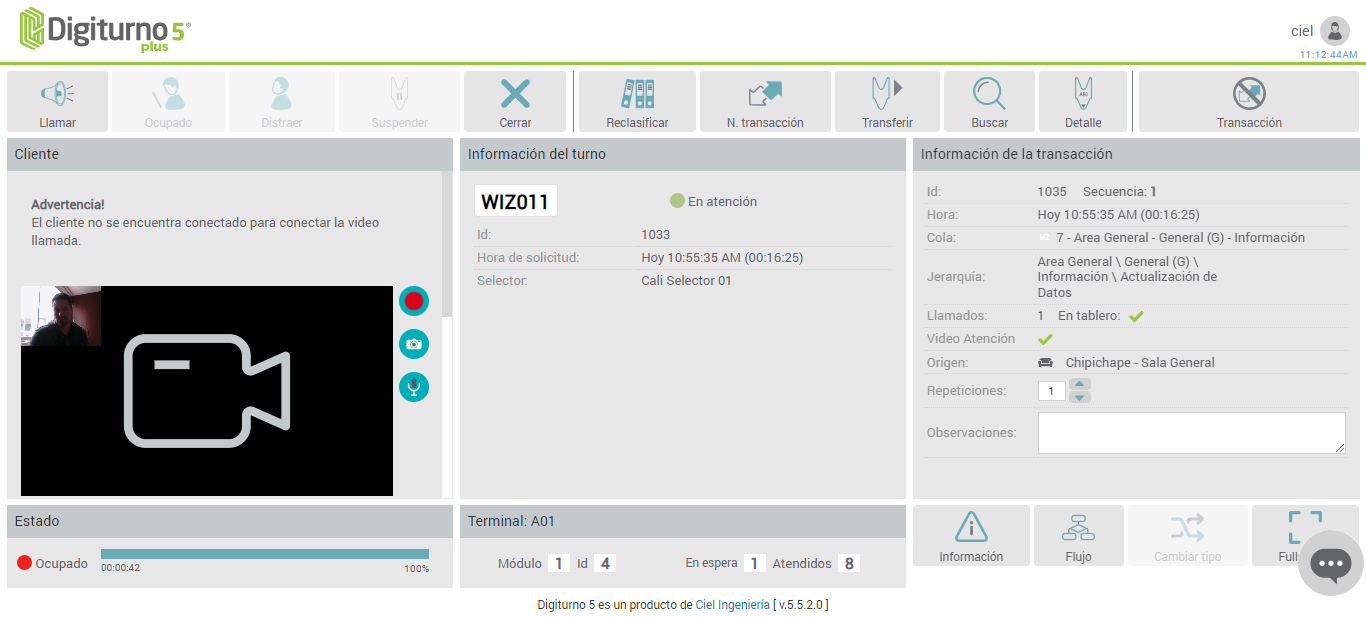 Digiturno 5®
plus
ciel
11:12:44AM
Llamar
Ocupado
Distraer
Suspender
Cerrar
Reclasificar
N. transacción
Transferir
Buscar
A80
Detalle
Transacción
Cliente
Advertencia!
El cliente no se encuentra conectado para conectar la video
llamada.
Información del turno
WIZ011
En atención
Id: 1033
Hora de solicitud: Hoy 10:55:35 AM (00:16:25)
Selector: Cali Selector 01
Información de la transacción
Id: 1035 Secuencia: 1
Hora: Hoy 10:55:35 AM (00:16:25)
Cola: WIZ 7 - Area General - General (G) - Información
Jerarquía: Area General \ General (G) \
Información \ Actualización de
Datos
Llamados: 1 En tablero:
Video Atención
Origen: Chipichape - Sala General
Repeticiones: 1
Observaciones:
Estado
Ocupado
00:00:42
100%
Terminal: A01
Módulo 1 Id 4 En espera 1 Atendidos 8
Información
Flujo
Cambiar tipo
Full
Digiturno 5 es un producto de Ciel Ingeniería [ v.5.5.2.0 ]